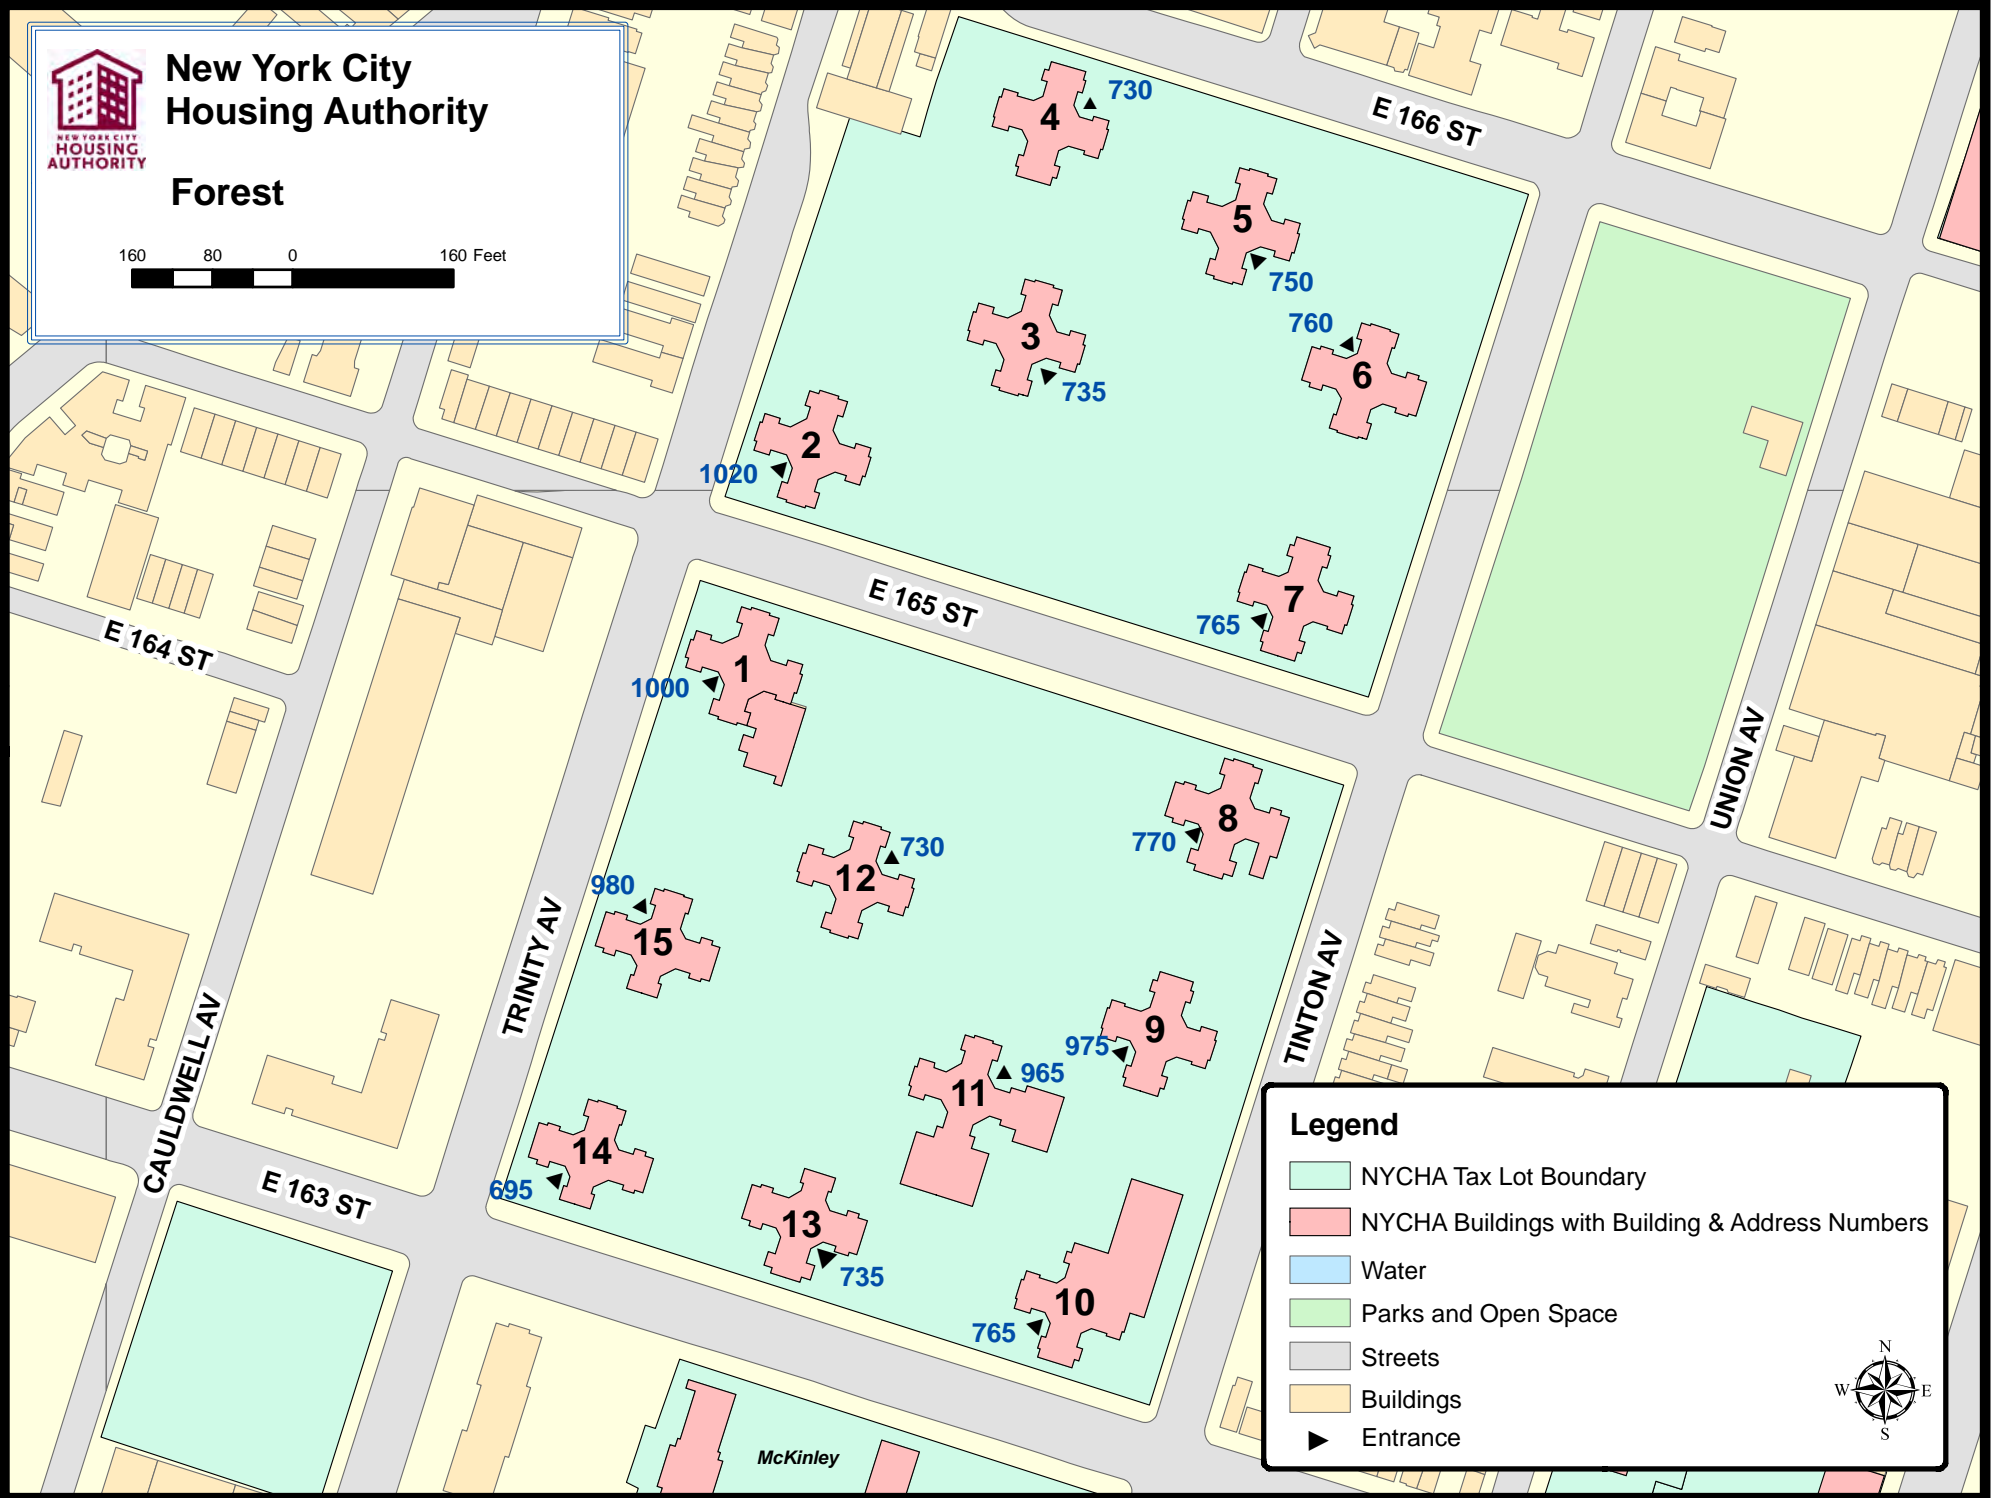 New York City
Housing Authority
NEW YORK CITY
HOUSING
AUTHORITY
Forest
160 80 0 160 Feet
4 730
E 166 ST
5
750
760
3
6
735
2
1020
E 165 ST
7
765
E 164 ST
1
1000
UNION AV
8
770
12 730
980
15
TRINITY AV
TINTON AV
9
975
965
11
CAULDWELL AV
14
695
E 163 ST
13
735
10
765
McKinley
Legend
NYCHA Tax Lot Boundary
NYCHA Buildings with Building & Address Numbers
Water
Parks and Open Space
Streets
Buildings
Entrance
N
W E
S